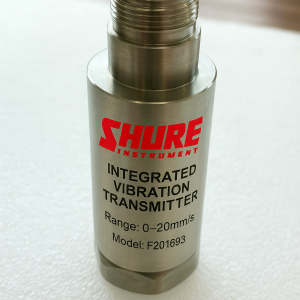 SHURE
INSTRUMENT
INTEGRATED
VIBRATION
TRANSMITTER
Range: 0–20mm/s
Model: F201693